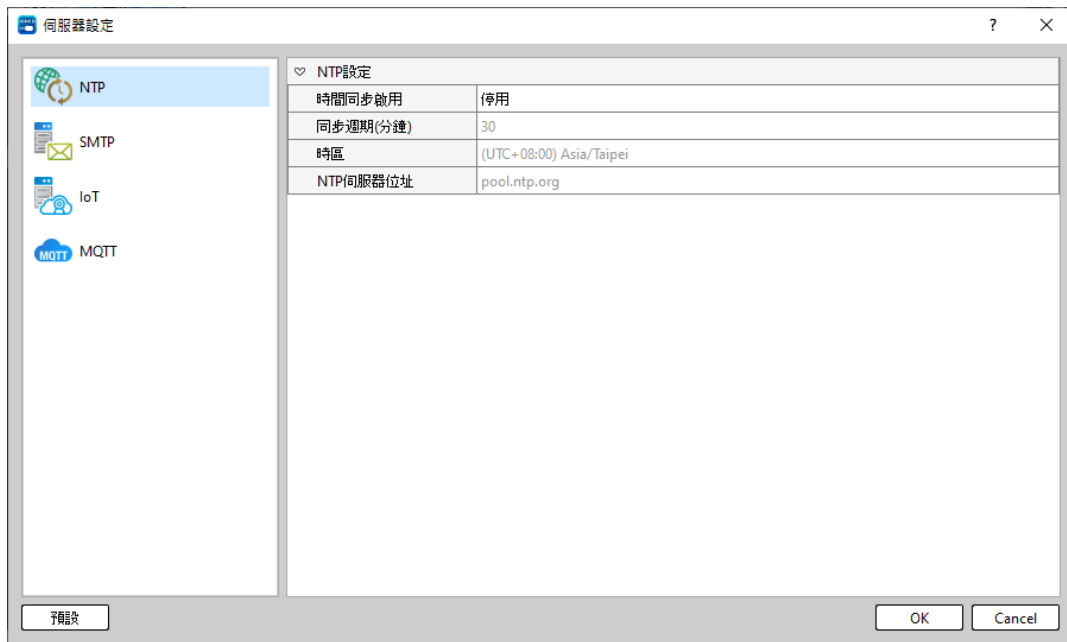 伺服器設定
?
NTP
SMTP
IoT
MQTT
MQTT
NTP設定
時間同步啟用 停用
同步週期(分鐘) 30
時區 (UTC+08:00) Asia/Taipei
NTP伺服器位址 pool.ntp.org
預設
OK
Cancel